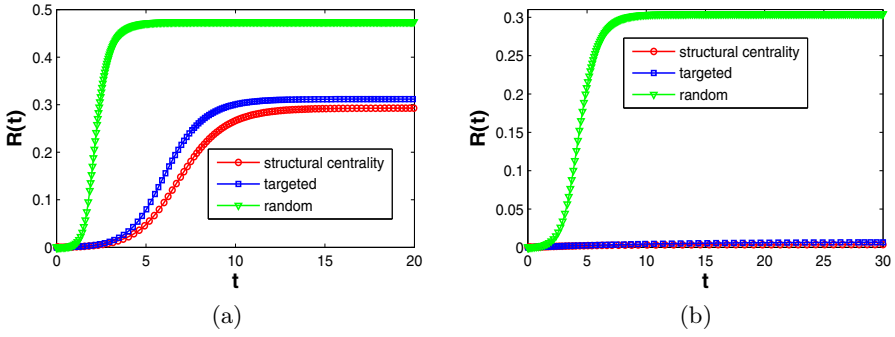 0.5
0.4
0.3
0.2
0.1
0
R(t)
0 5 10 15 20
t
structural centrality
targeted
random
(a)
0.3
0.25
0.2
0.15
0.1
0.05
0
R(t)
0 5 10 15 20 25 30
t
structural centrality
targeted
random
(b)